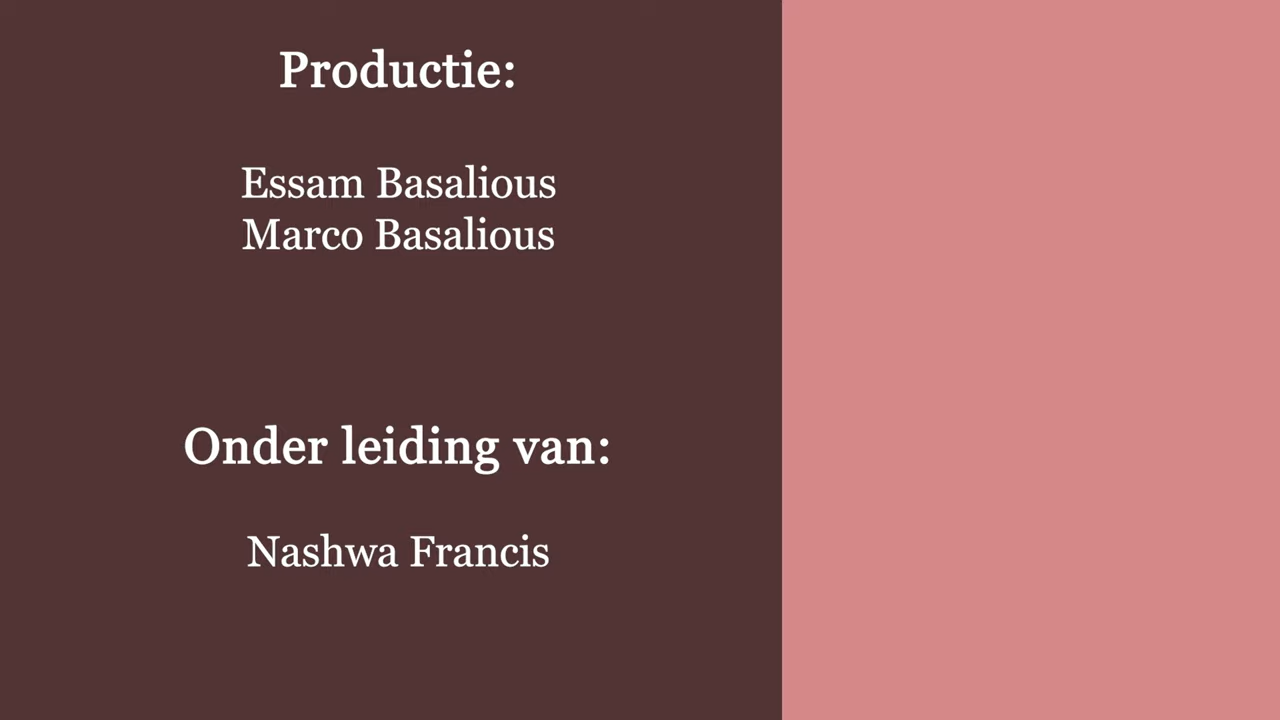 Productie:
Essam Basalious
Marco Basalious
Onder leiding van:
Nashwa Francis